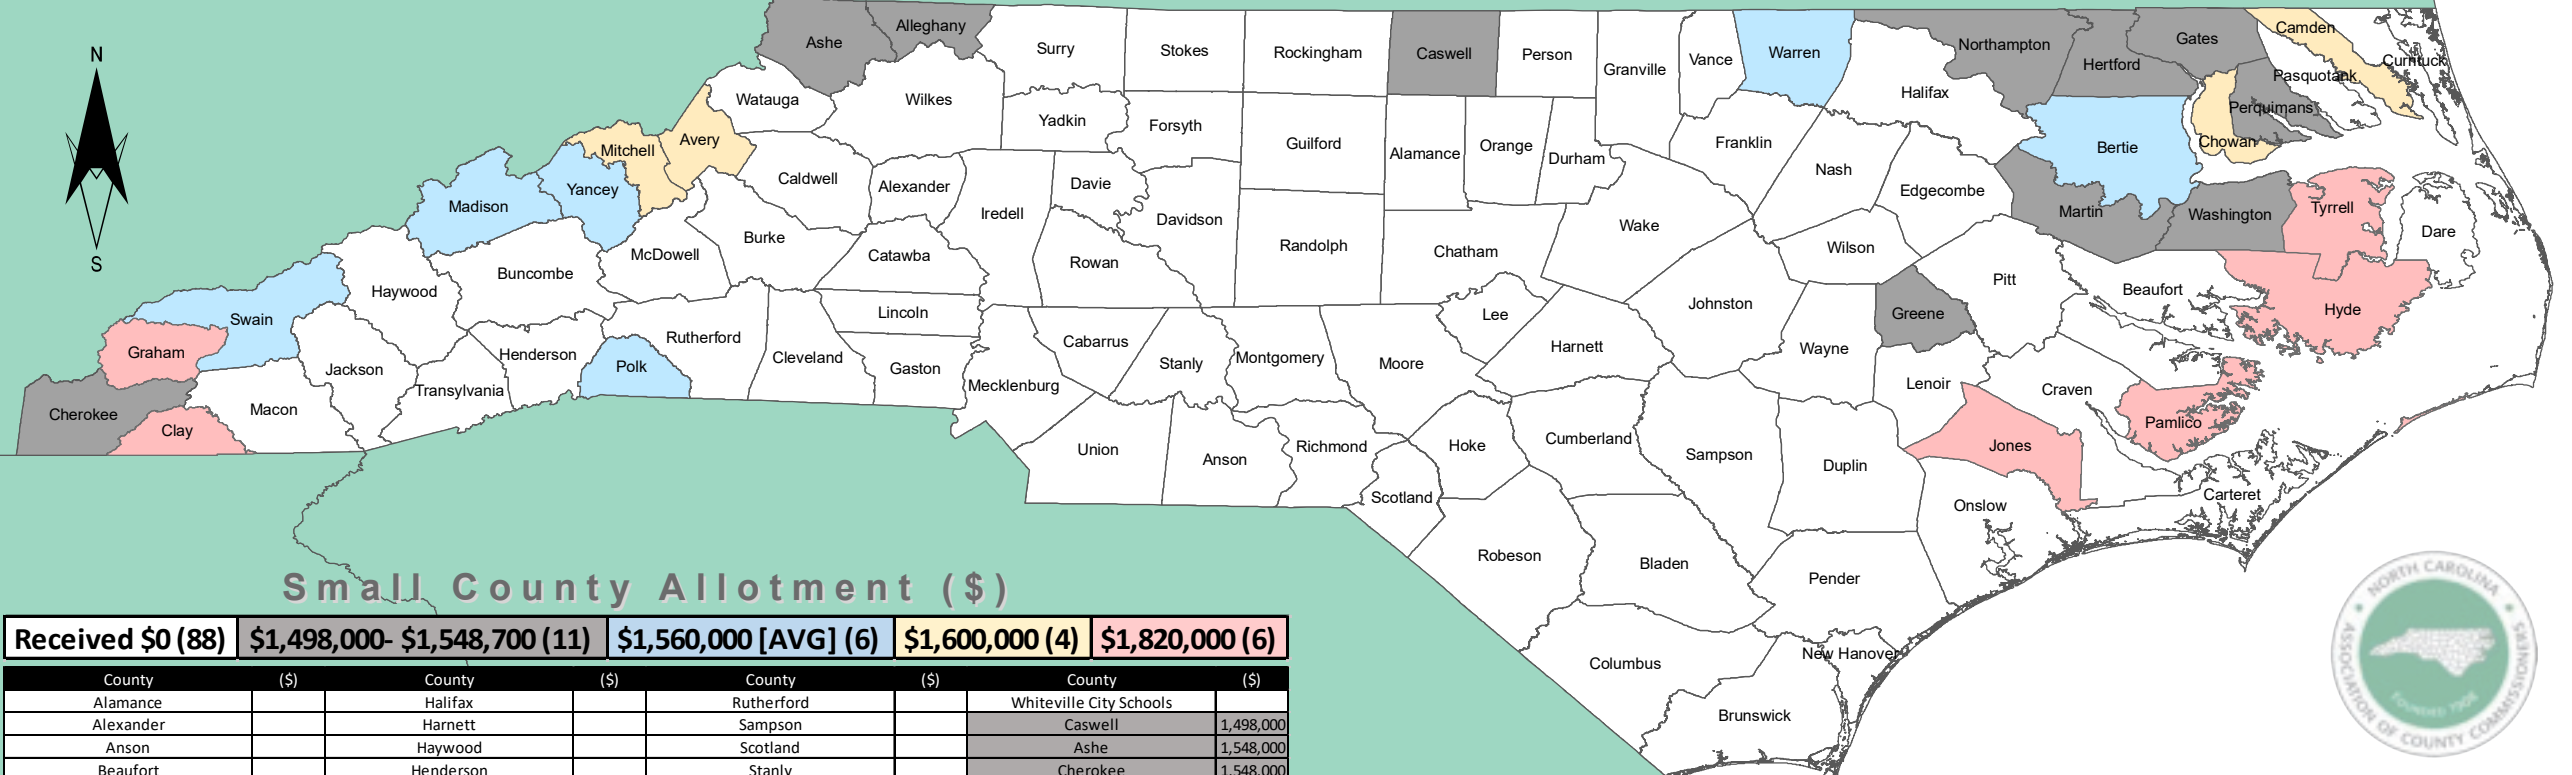 N
S
Ashe
Alleghany
Surry
Stokes
Rockingham
Caswell
Person
Granville
Vance
Warren
Northampton
Hertford
Gates
Camden
Currituck
Pasquotank
Perquimans
Chowan
Halifax
Bertie
Watauga
Wilkes
Yadkin
Forsyth
Guilford
Alamance
Orange
Durham
Franklin
Nash
Edgecombe
Martin
Washington
Tyrrell
Dare
Mitchell
Avery
Madison
Yancey
Caldwell
Alexander
Davie
Iredell
Davidson
Randolph
Chatham
Wake
Wilson
Pitt
Beaufort
Hyde
McDowell
Burke
Catawba
Rowan
Buncombe
Haywood
Swain
Graham
Cherokee
Clay
Macon
Jackson
Transylvania
Henderson
Polk
Rutherford
Cleveland
Lincoln
Gaston
Mecklenburg
Cabarrus
Stanly
Montgomery
Moore
Lee
Harnett
Johnston
Wayne
Greene
Lenoir
Craven
Pamlico
Jones
Union
Anson
Richmond
Scotland
Hoke
Cumberland
Sampson
Duplin
Onslow
Carteret
Robeson
Bladen
Pender
Columbus
New Hanover
Brunswick
Small County Allotment ($)
Received $0 (88) $1,498,000- $1,548,700 (11) $1,560,000 [AVG] (6) $1,600,000 (4) $1,820,000 (6)
County ($) County ($) County ($) County ($)
Alamance Halifax Rutherford Whiteville City Schools
Alexander Harnett Sampson Caswell 1,498,000
Anson Haywood Scotland Ashe 1,548,000
Beaufort Henderson Stanly Cherokee 1,548,000
NORTH CAROLINA
ASSOCIATION OF COUNTY COMMISSIONERS
FOUNDED 1908